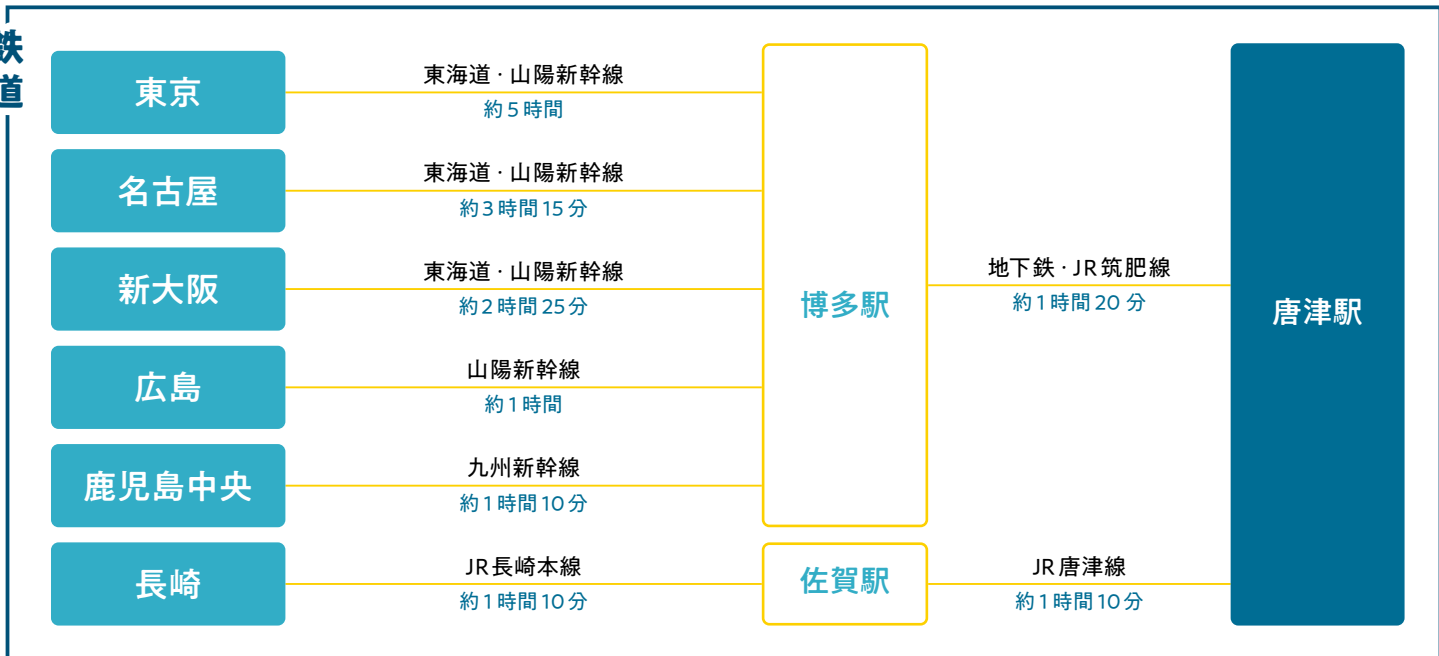 鉄道
東京
東海道・山陽新幹線
約5時間
名古屋
東海道・山陽新幹線
約3時間15分
新大阪
東海道・山陽新幹線
約2時間25分
広島
山陽新幹線
約1時間
鹿児島中央
九州新幹線
約1時間10分
博多駅
地下鉄・JR筑肥線
約1時間20分
長崎
JR長崎本線
約1時間10分
佐賀駅
JR唐津線
約1時間10分
唐津駅